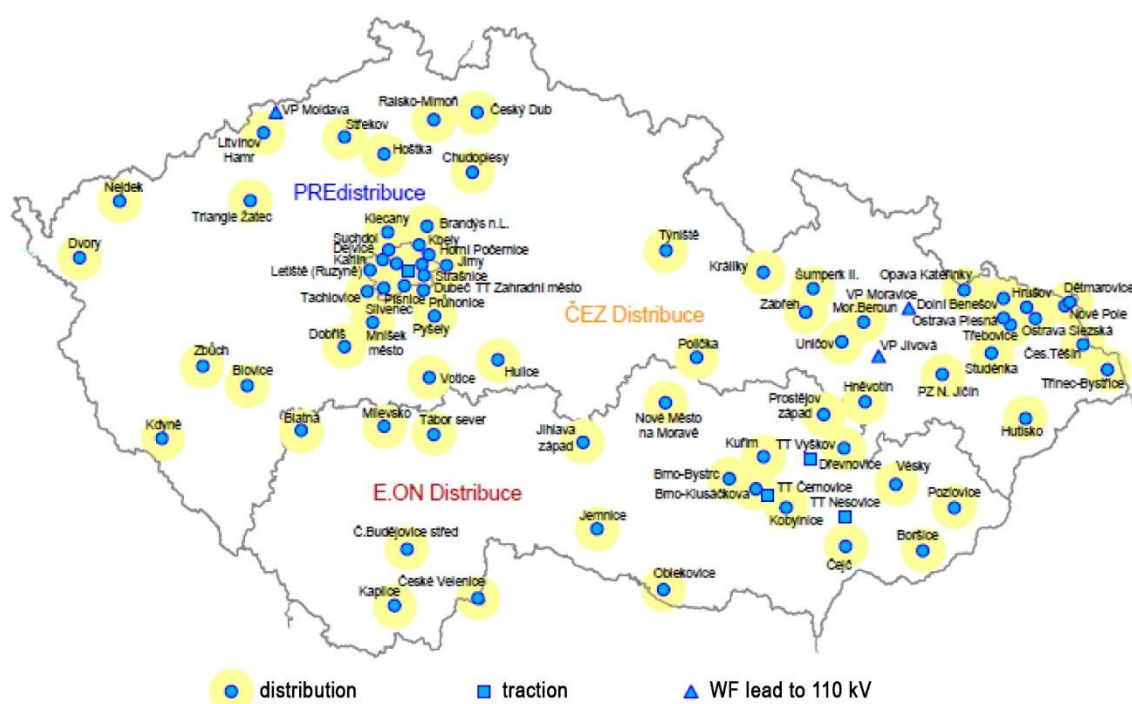 VP Moldava
Ralsko-Mimoň
Český Dub
Střekov
Litvínov
Hamr
Hoštka
Chudoplesy
Nejdek
PREdistribuce
Triangle Žatec
Klecany
Brandýs n.L.
Suchdol
Dejvice
Kbely
Karlín
Horní Počernice
Týniště
Dvory
Letiště (Ruzyně)
Jirny
Strašnice
Králíky
Šumperk II.
Opava Kateřinky
Dětmarovice
Tachlovice
Písnice
Dubeč TT Zahradní město
Průhonice
Slivenec
Zábřeh
VP Moravice
Mor.Beroun
Dolní Benešov
Hrušov
Nové Pole
Ostrava Plesná
Ostrava Slezská
ČEZ Distribuce
Dobříš
Mníšek
město
Pyšely
Třebovice
Uničov
VP Jívová
Studénka
Čes.Těšín
Zbůch
Blovice
Votice
Hulice
Polička
Hněvotín
PZ N. Jičín
Třinec-Bystřice
Kdyně
Blatná
Milevsko
Tábor sever
Jihlava
západ
Nové Město
na Moravě
Prostějov
západ
Hutisko
Kuřim
TT Vyškov
Dřevnovice
Brno-Bystrc
Brno-Klusáčkova
TT Černovice
Věsky
E.ON Distribuce
TT Nesovice
Pozlovice
Kobylnice
Jemnice
Č.Budějovice střed
Čejč
Boršice
Kaplice
České Velenice
Oblekovice
distribution
traction
WF lead to 110 kV